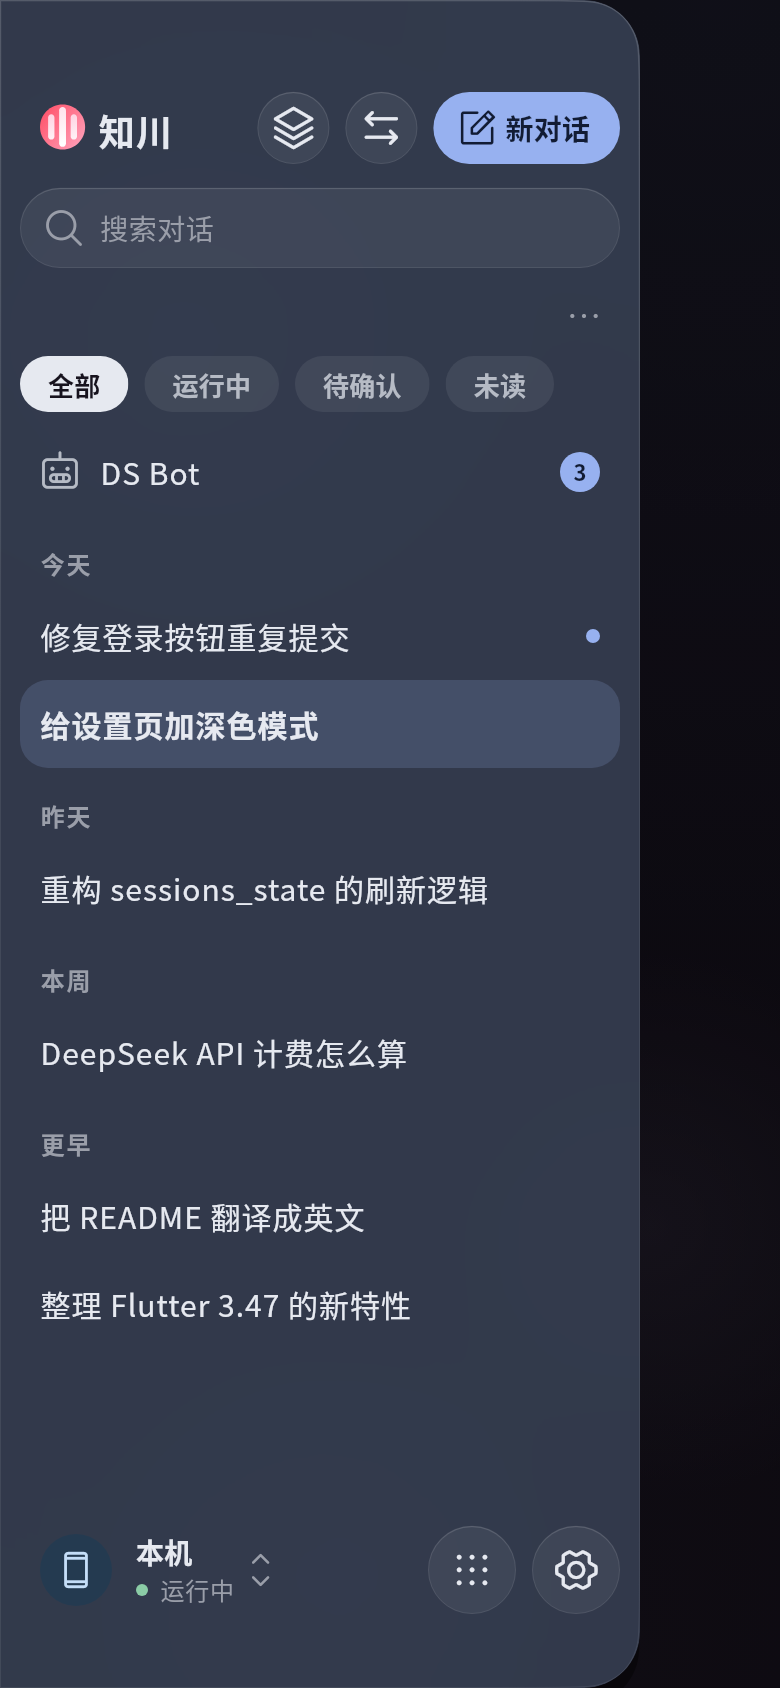 知川
新对话
搜索对话
...
全部 运行中 待确认 未读
DS Bot 3
今天
修复登录按钮重复提交
给设置页加深色模式
昨天
重构 sessions_state 的刷新逻辑
本周
DeepSeek API 计费怎么算
更早
把 README 翻译成英文
整理 Flutter 3.47 的新特性
本机
运行中